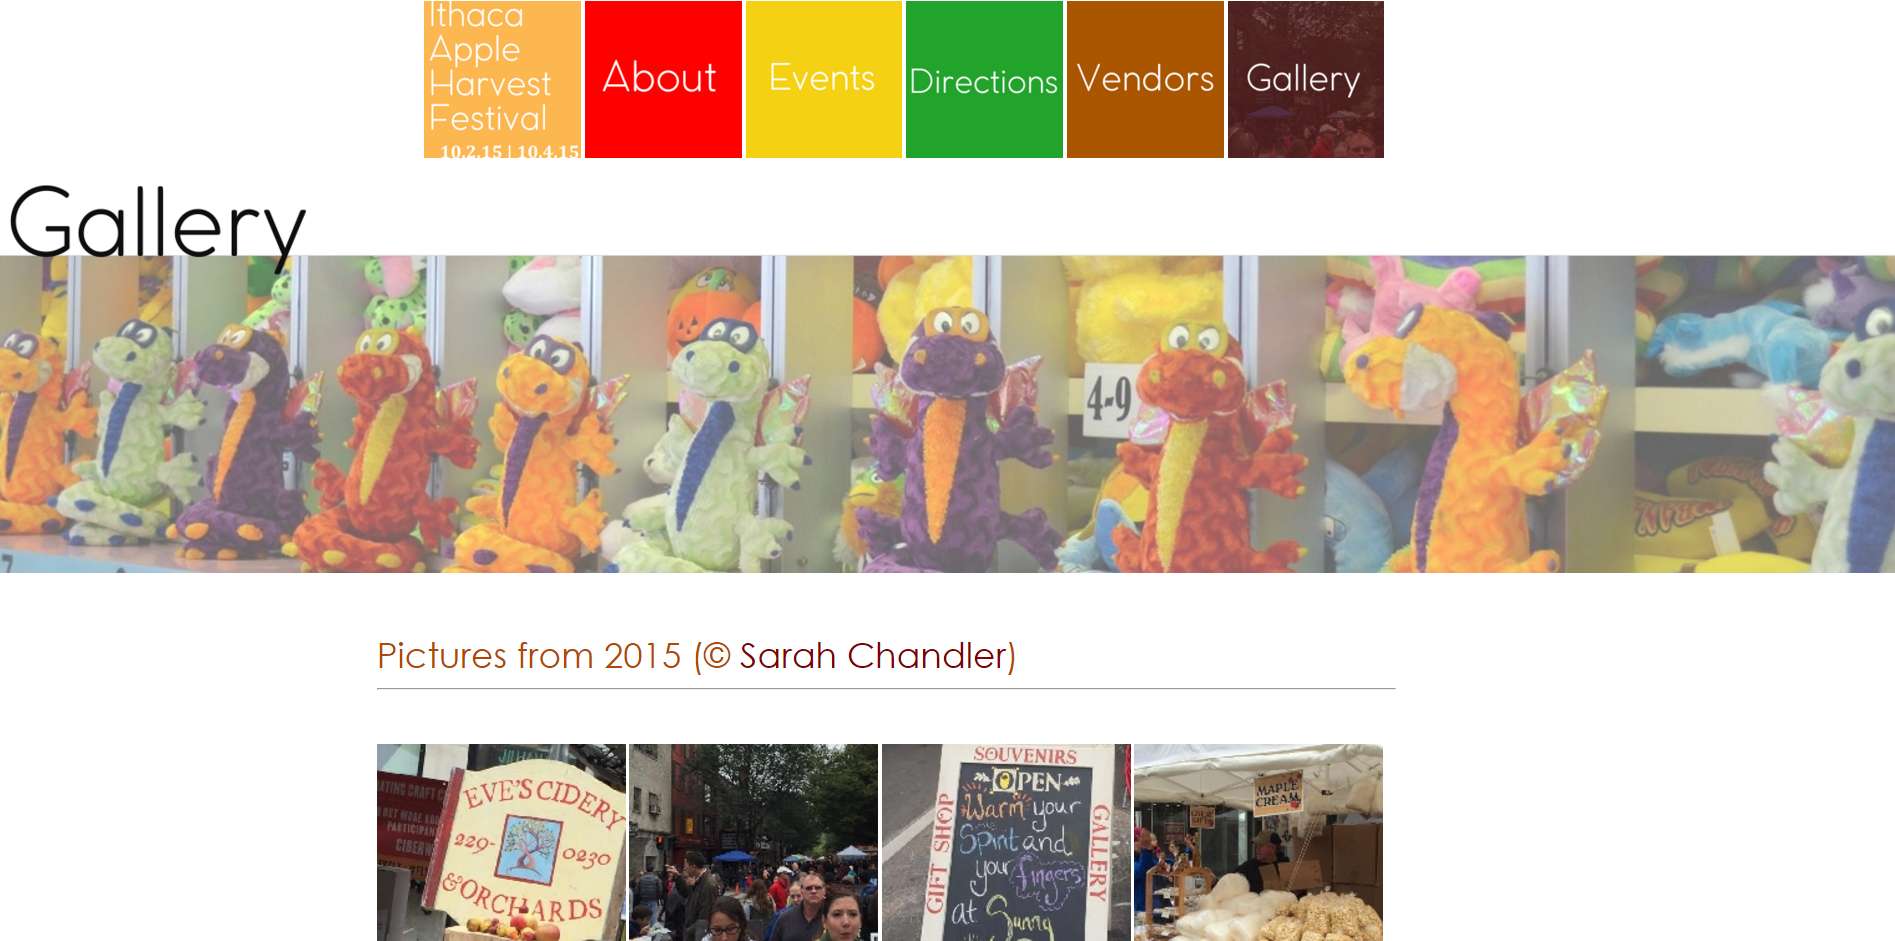 Ithaca
Apple
Harvest
Festival
10.2.15 | 10.4.15
About
Events
Directions
Vendors
Gallery
Gallery
4-9
7
Pictures from 2015 (© Sarah Chandler)
EVE'S CIDERY
229-
0230
& ORCHARDS
SOUVENIRS
OPEN
Warm your
Spirit and
your fingers
at Sunny
GIFT SHOP
GALLERY
MAPLE
CREAM